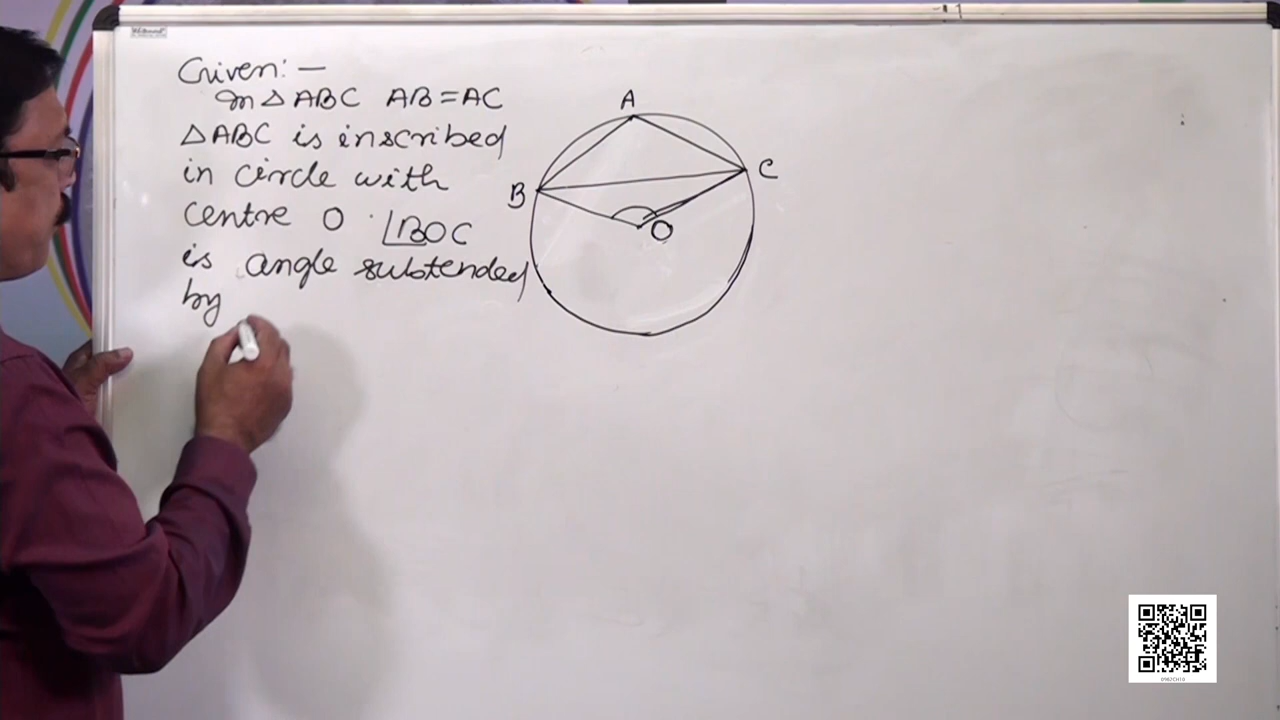 Given: —
In △ ABC AB = AC
△ABC is inscribed
in circle with
centre O . ∠BOC
is angle subtended
by
A
B
C
O